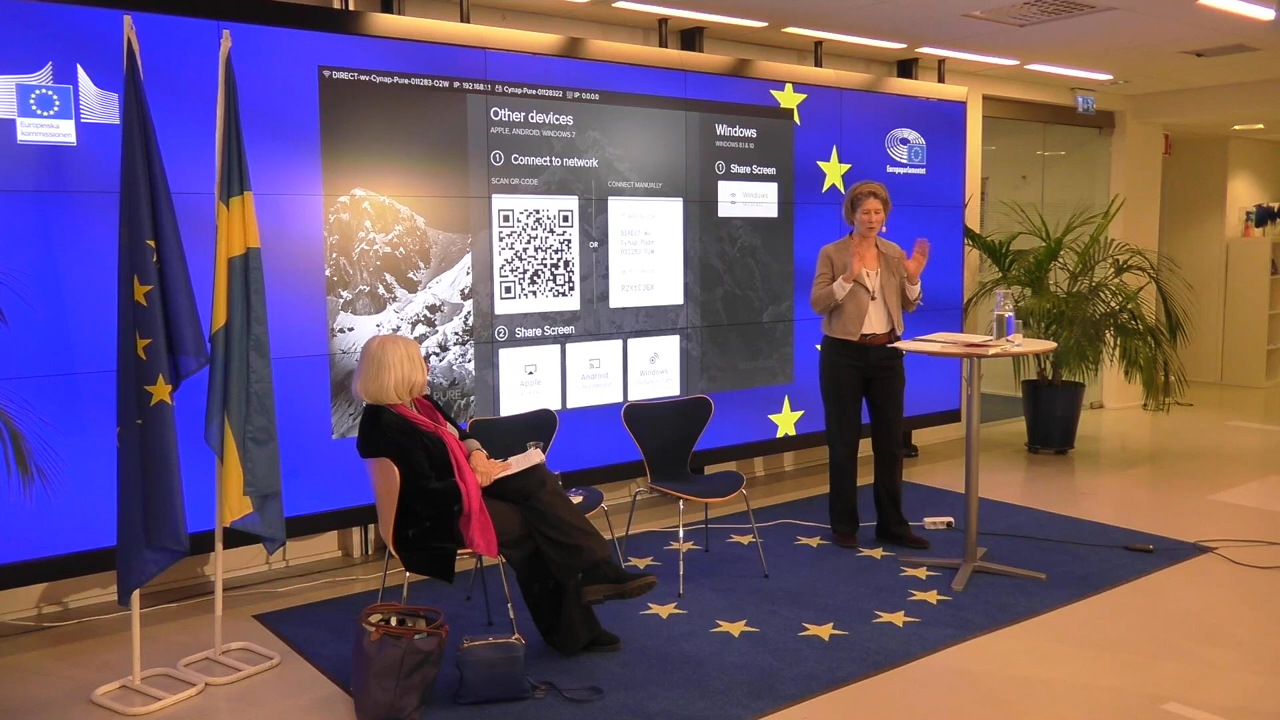 Europeiska
kommissionen
DIRECT-wv-Cynap-Pure-011283-O2W IP: 192.168.1.1 Cynap-Pure-01128322 IP: 0.0.0.0
Other devices
APPLE, ANDROID, WINDOWS 7
1 Connect to network
SCAN QR-CODE
CONNECT MANUALLY
OR
2 Share Screen
Apple
Android
Windows
PURE
Windows
WINDOWS 8.1 & 10
1 Share Screen
Windows
Europaparlamentet